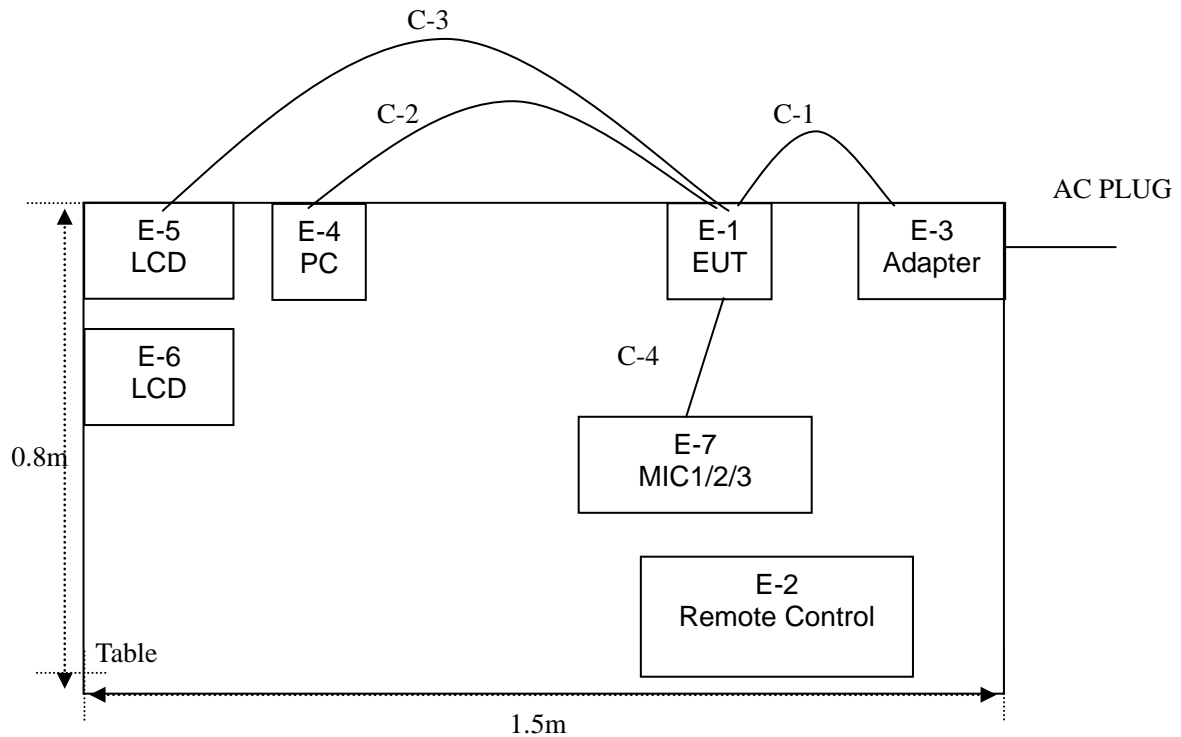 C-3
C-2
C-1
AC PLUG
E-5
LCD
E-4
PC
E-1
EUT
E-3
Adapter
E-6
LCD
C-4
0.8m
E-7
MIC1/2/3
E-2
Remote Control
Table
1.5m